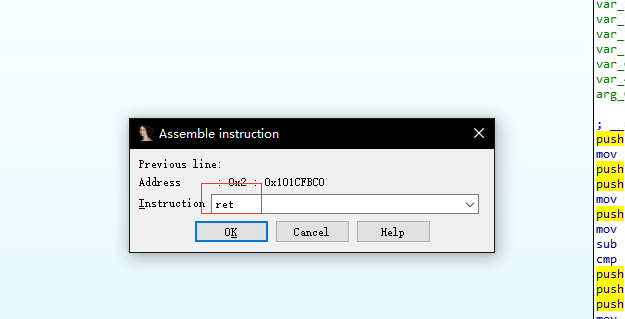 Assemble instruction
Previous line:
Address : 0x2 : 0x101CFBC0
Instruction ret
OK Cancel Help
var_
var_
var_
var_
var_
var_
arg_
push
mov
push
push
mov
push
mov
sub
cmp
push
push
push
mov